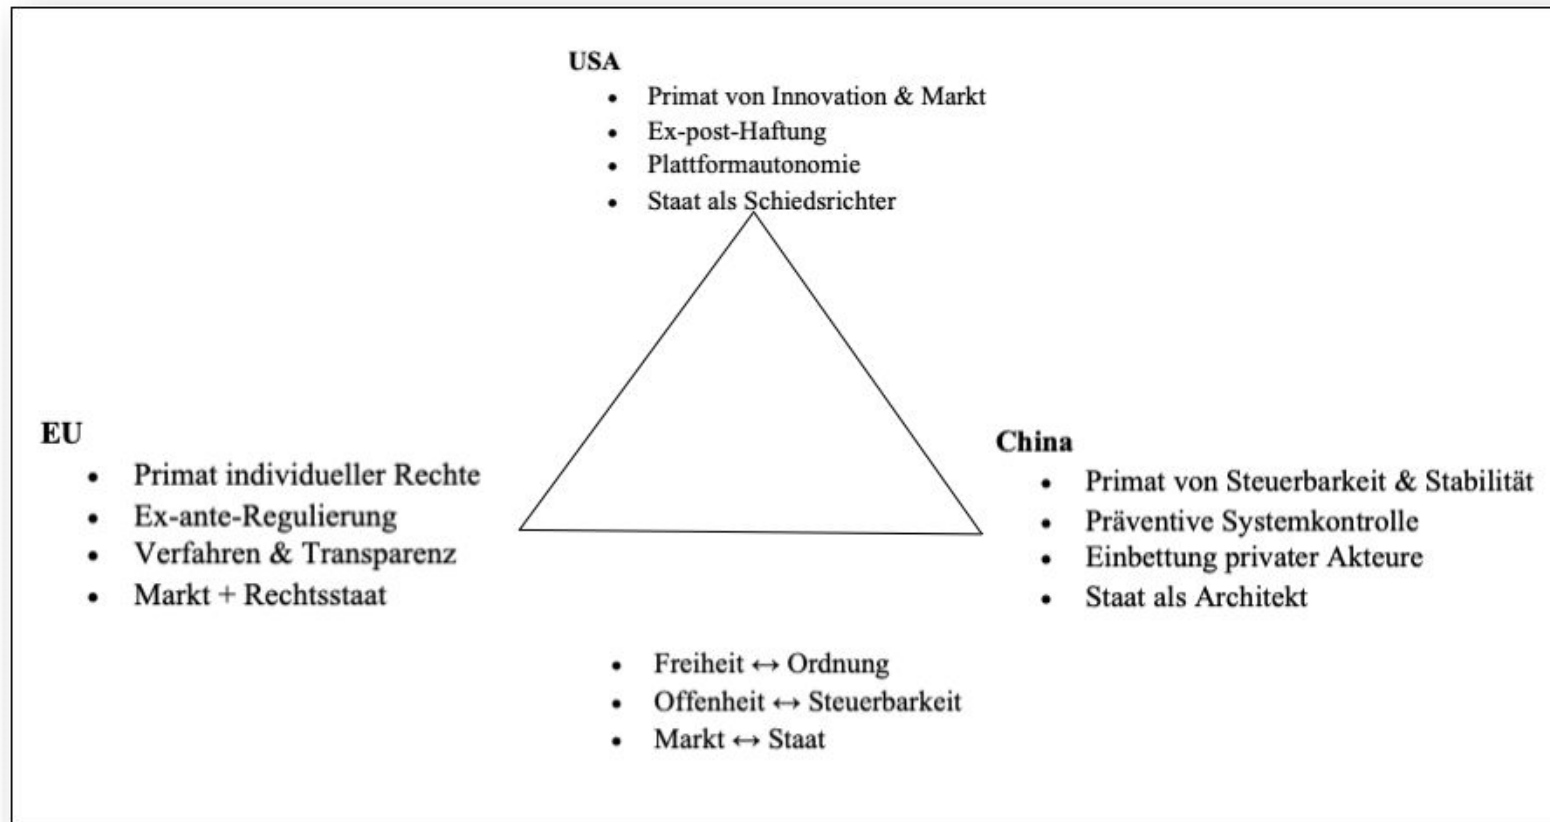 USA
• Primat von Innovation & Markt
• Ex-post-Haftung
• Plattformautonomie
• Staat als Schiedsrichter
EU
• Primat individueller Rechte
• Ex-ante-Regulierung
• Verfahren & Transparenz
• Markt + Rechtsstaat
China
• Primat von Steuerbarkeit & Stabilität
• Präventive Systemkontrolle
• Einbettung privater Akteure
• Staat als Architekt
• Freiheit ↔ Ordnung
• Offenheit ↔ Steuerbarkeit
• Markt ↔ Staat